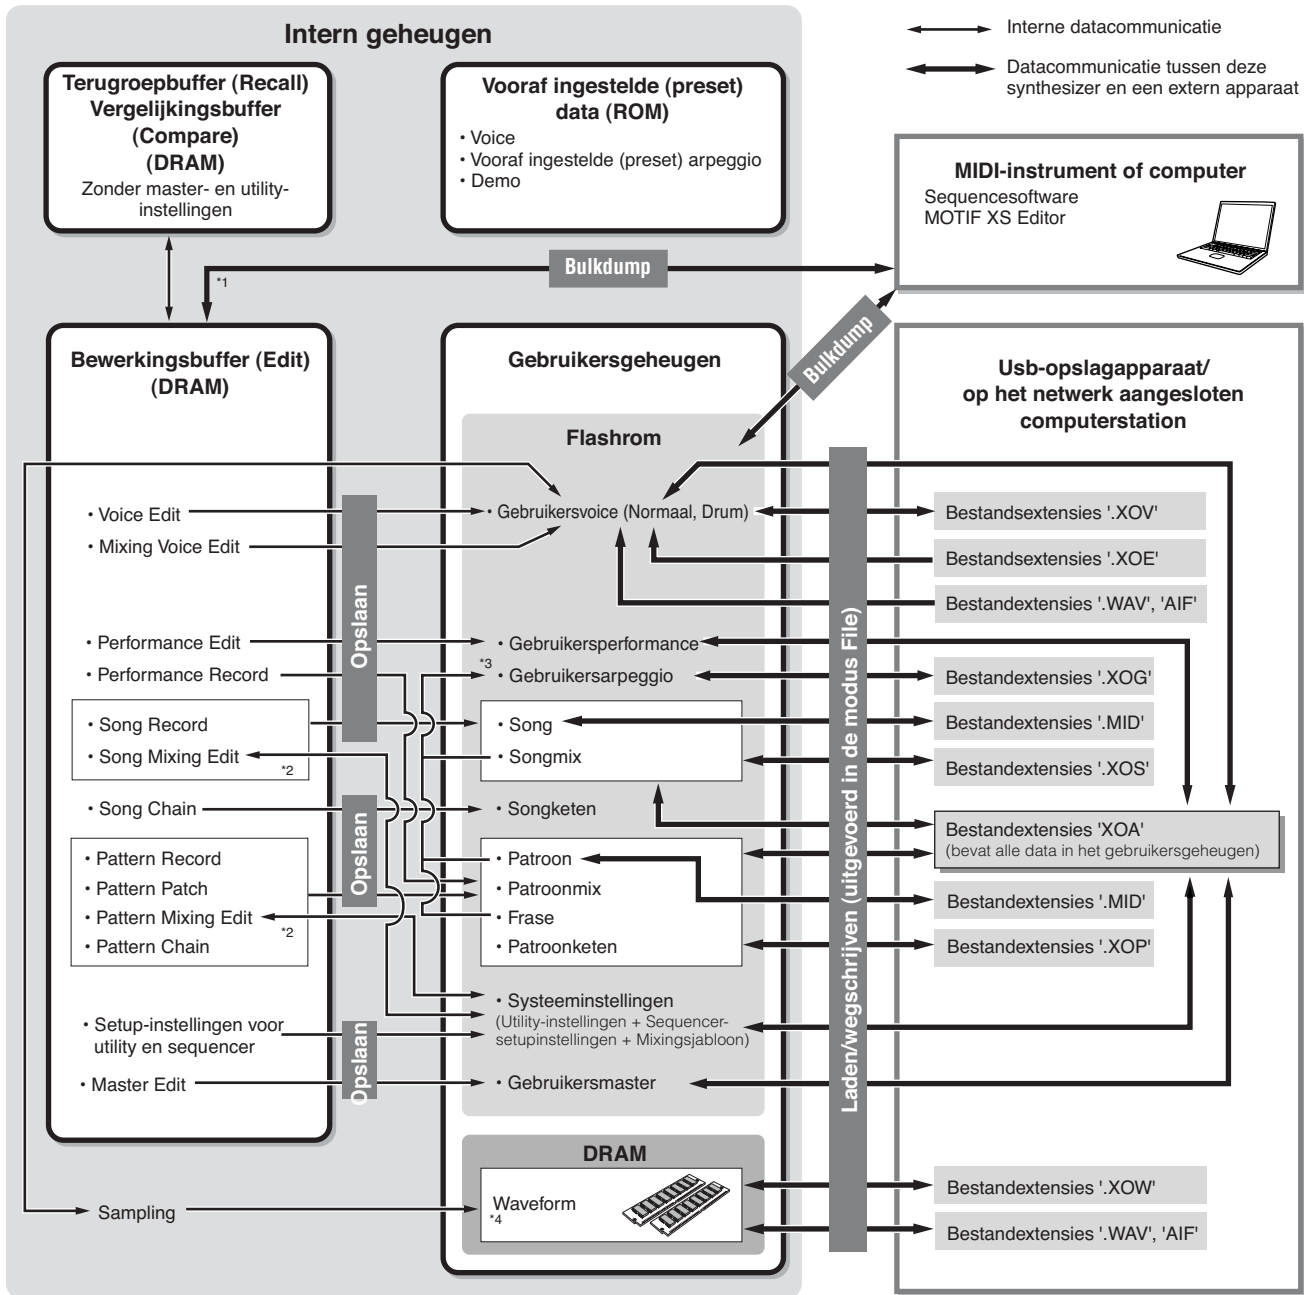 Intern geheugen
Interne datacommunicatie
Datacommunicatie tussen deze
synthesizer en een extern apparaat
Terugroepbuffer (Recall)
Vergelijkingsbuffer
(Compare)
(DRAM)
Zonder master- en utility-
instellingen
Vooraf ingestelde (preset)
data (ROM)
• Voice
• Vooraf ingestelde (preset) arpeggio
• Demo
MIDI-instrument of computer
Sequencesoftware
MOTIF XS Editor
*1
Bulkdump
Bulkdump
Bewerkingsbuffer (Edit)
(DRAM)
• Voice Edit
• Mixing Voice Edit
• Performance Edit
• Performance Record
• Song Record
• Song Mixing Edit
*2
• Song Chain
• Pattern Record
• Pattern Patch
• Pattern Mixing Edit
*2
• Pattern Chain
• Setup-instellingen voor
utility en sequencer
• Master Edit
• Sampling
Opslaan
Opslaan
Opslaan
Gebruikersgeheugen
Flashrom
• Gebruikersvoice (Normaal, Drum)
• Gebruikersperformance
*3
• Gebruikersarpeggio
• Song
• Songmix
• Songketen
• Patroon
• Patroonmix
• Frase
• Patroonketen
• Systeeminstellingen
(Utility-instellingen + Sequencer-
setupinstellingen + Mixingsjabloon)
• Gebruikersmaster
DRAM
Waveform
*4
Laden/wegschrijven (uitgevoerd in de modus File)
Usb-opslagapparaat/
op het netwerk aangesloten
computerstation
Bestandsextensies '.XOV'
Bestandsextensies '.XOE'
Bestandextensies '.WAV', 'AIF'
Bestandextensies '.XOG'
Bestandextensies '.MID'
Bestandextensies '.XOS'
Bestandextensies 'XOA'
(bevat alle data in het gebruikersgeheugen)
Bestandextensies '.MID'
Bestandextensies '.XOP'
Bestandextensies '.XOW'
Bestandextensies '.WAV', 'AIF'